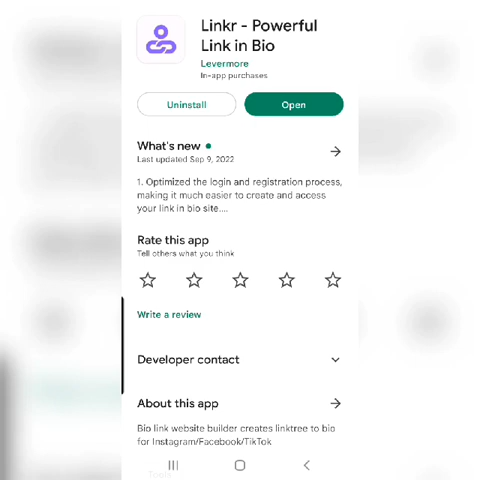 Linkr - Powerful
Link in Bio
Levermore
In-app purchases
Uninstall
Open
What's new
Last updated Sep 9, 2022
1. Optimized the login and registration process,
making it much easier to create and access
your link in bio site....
Rate this app
Tell others what you think
Write a review
Developer contact
About this app
Bio link website builder creates linktree to bio
for Instagram/Facebook/TikTok
Tools